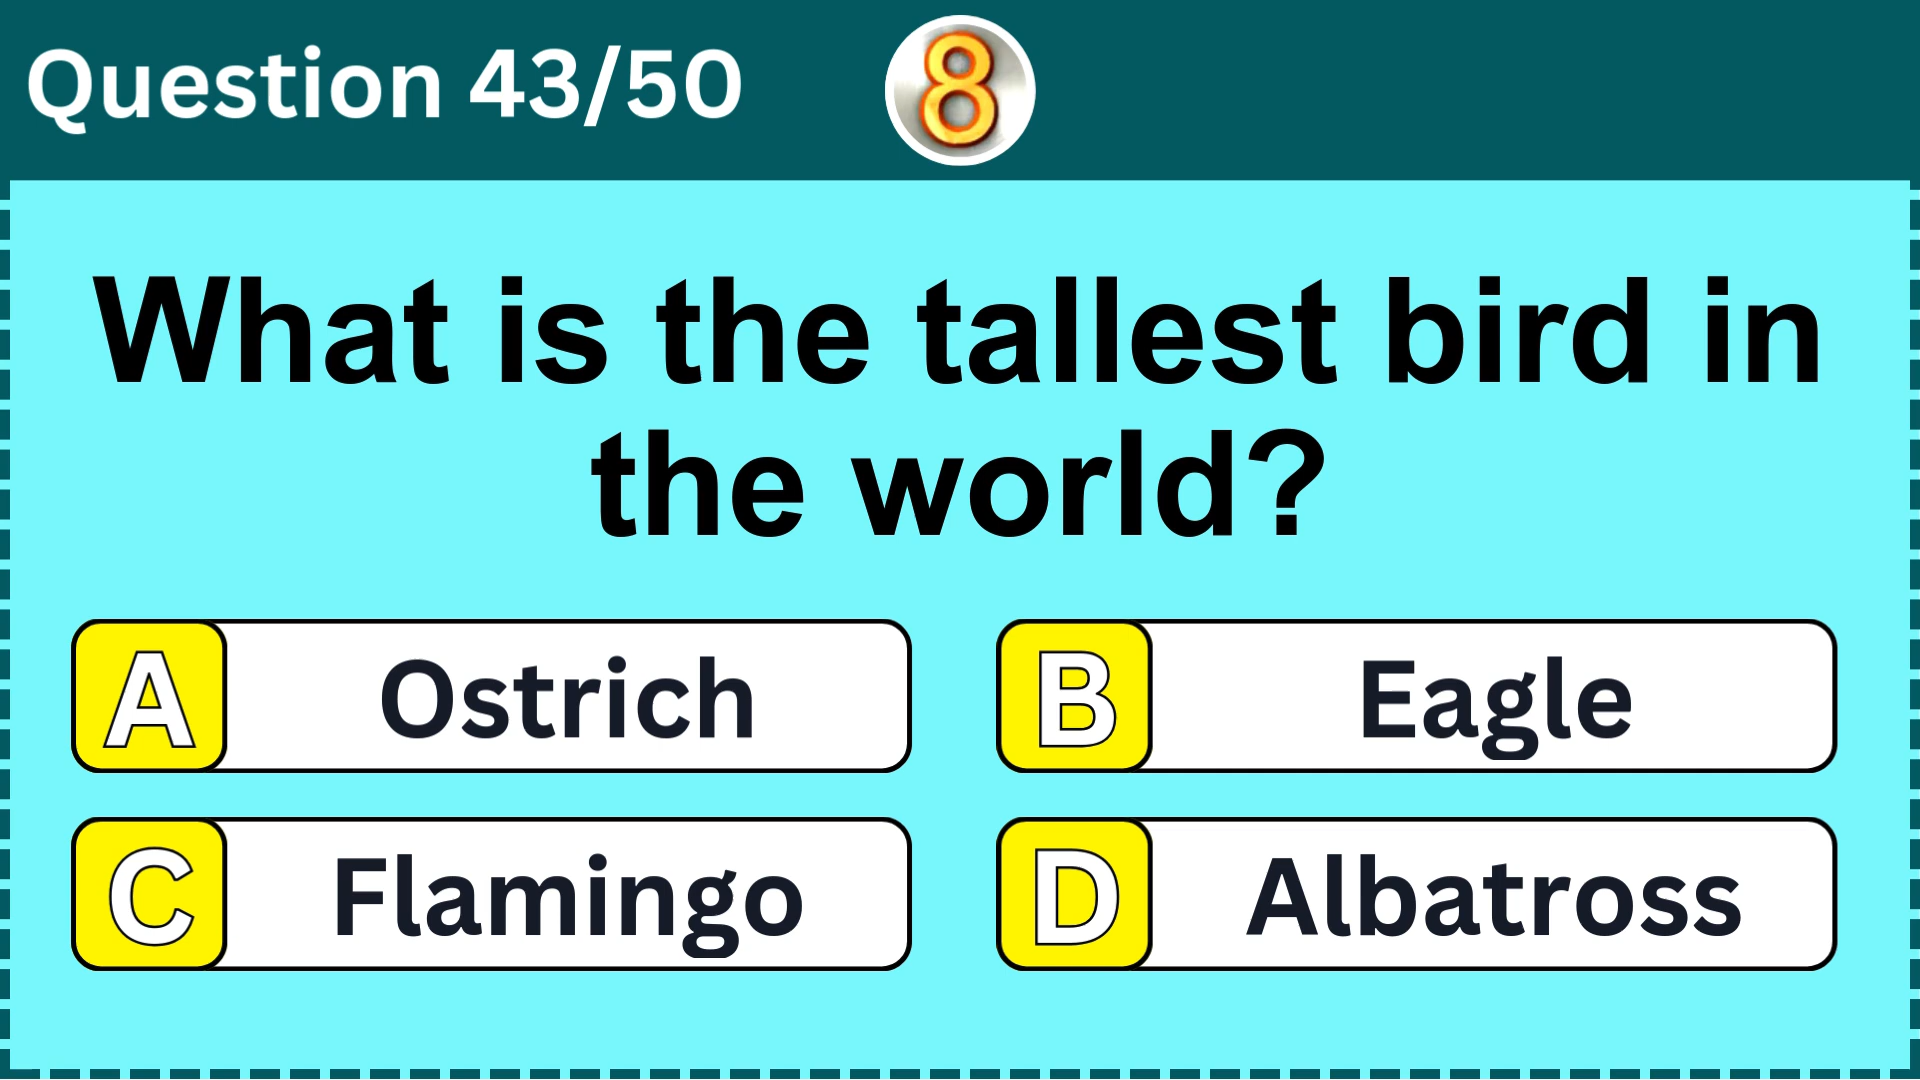 Question 43/50
8
What is the tallest bird in
the world?
A Ostrich
B Eagle
C Flamingo
D Albatross